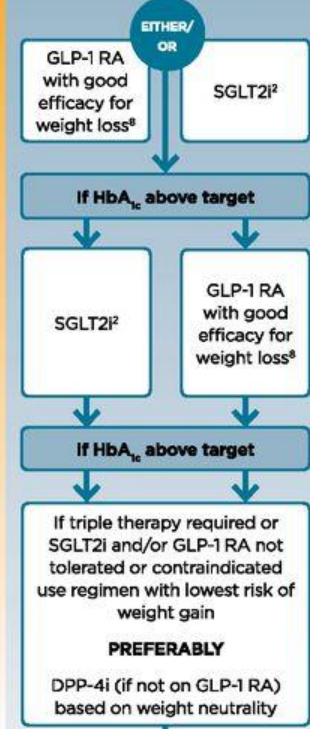 EITHER/
OR
GLP-1 RA
with good
efficacy for
weight loss⁸
SGLT2i²
If HbA₁c above target
SGLT2i²
GLP-1 RA
with good
efficacy for
weight loss⁸
If HbA₁c above target
If triple therapy required or
SGLT2i and/or GLP-1 RA not
tolerated or contraindicated
use regimen with lowest risk of
weight gain
PREFERABLY
DPP-4i (if not on GLP-1 RA)
based on weight neutrality